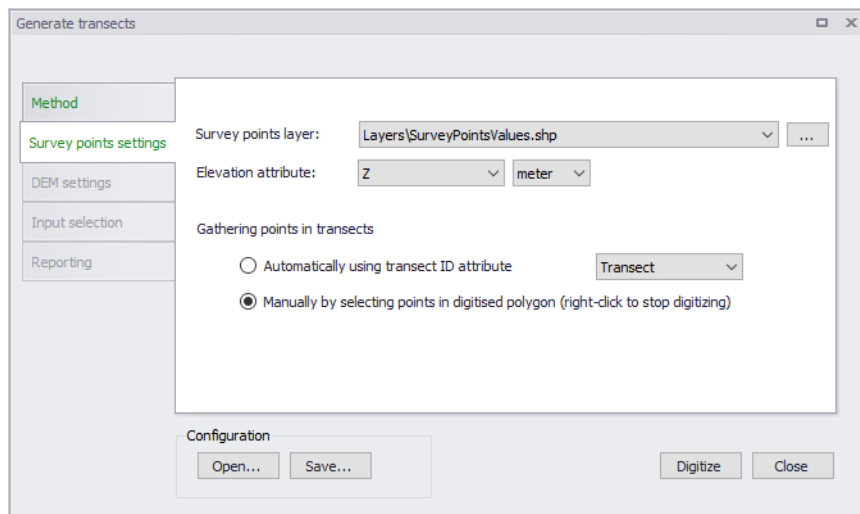 Generate transects
Method
Survey points settings
DEM settings
Input selection
Reporting
Survey points layer: Layers\SurveyPointsValues.shp ...
Elevation attribute: Z meter
Gathering points in transects
Automatically using transect ID attribute Transect
Manually by selecting points in digitised polygon (right-click to stop digitizing)
Configuration
Open... Save... Digitize Close